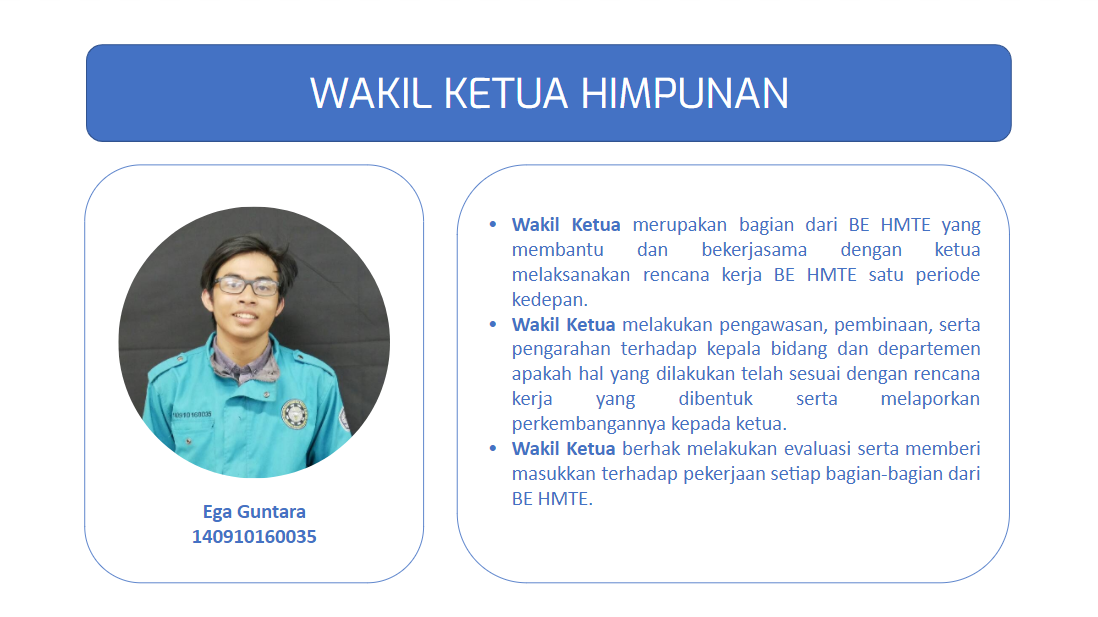 WAKIL KETUA HIMPUNAN
Ega Guntara
140910160035
• Wakil Ketua merupakan bagian dari BE HMTE yang
membantu dan bekerjasama dengan ketua
melaksanakan rencana kerja BE HMTE satu periode
kedepan.
• Wakil Ketua melakukan pengawasan, pembinaan, serta
pengarahan terhadap kepala bidang dan departemen
apakah hal yang dilakukan telah sesuai dengan rencana
kerja yang dibentuk serta melaporkan
perkembangannya kepada ketua.
• Wakil Ketua berhak melakukan evaluasi serta memberi
masukkan terhadap pekerjaan setiap bagian-bagian dari
BE HMTE.